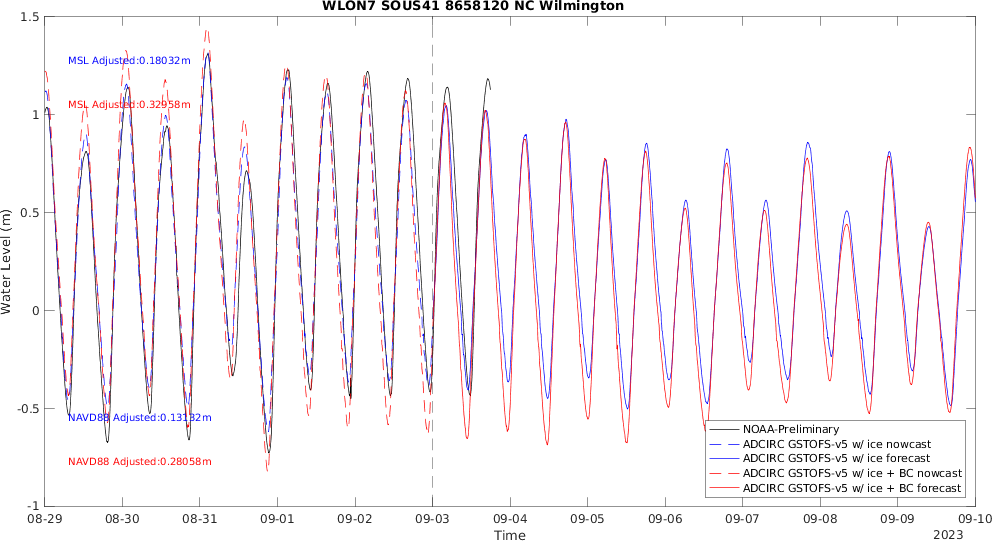 WLON7 SOUS41 8658120 NC Wilmington
1.5
1
0.5
0
-0.5
-1
Water Level (m)
MSL Adjusted:0.18032m
MSL Adjusted:0.32958m
NAVD88 Adjusted:0.13132m
NAVD88 Adjusted:0.28058m
NOAA-Preliminary
ADCIRC GSTOFS-v5 w/ ice nowcast
ADCIRC GSTOFS-v5 w/ ice forecast
ADCIRC GSTOFS-v5 w/ ice + BC nowcast
ADCIRC GSTOFS-v5 w/ ice + BC forecast
08-29 08-30 08-31 09-01 09-02 09-03 09-04 09-05 09-06 09-07 09-08 09-09 09-10
Time
2023